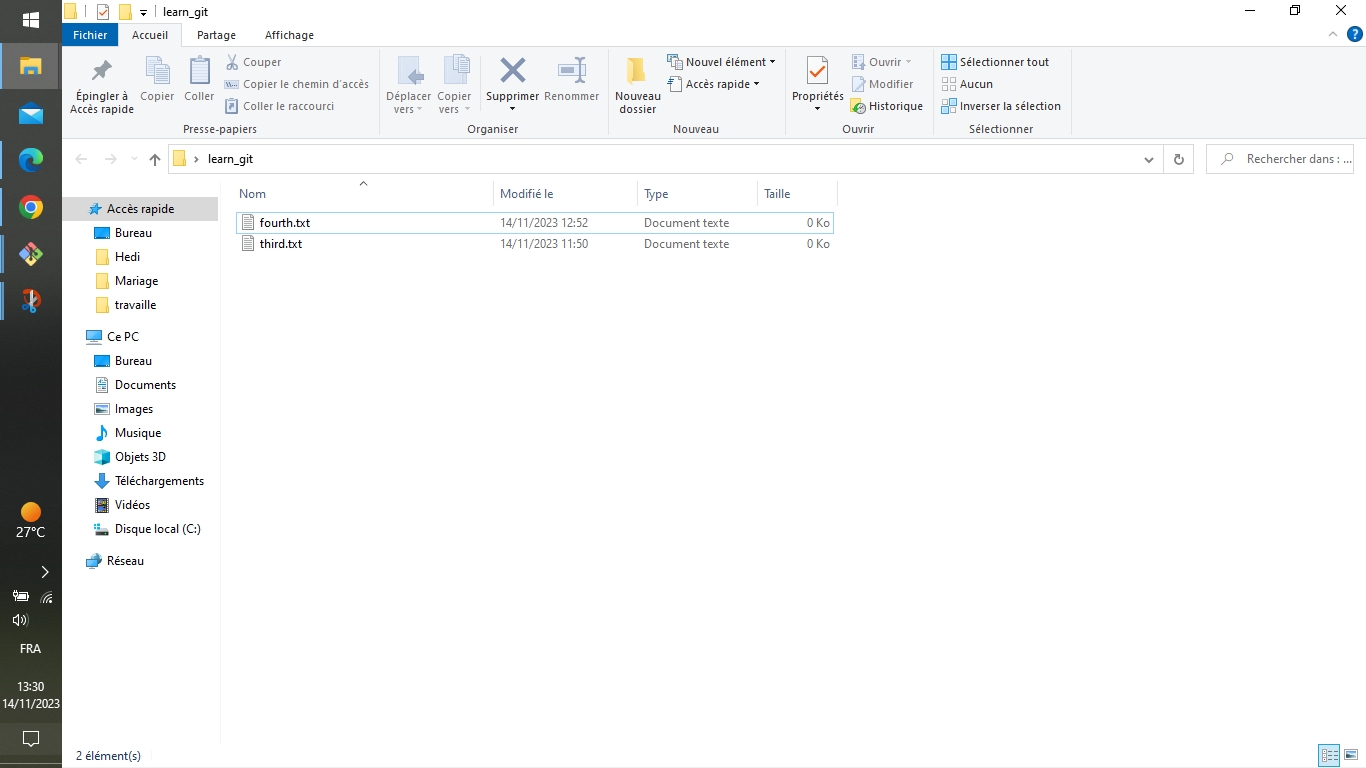 learn_git
Fichier Accueil Partage Affichage
Épingler à Accès rapide
Copier
Coller
Couper
Copier le chemin d'accès
Coller le raccourci
Presse-papiers
Déplacer vers
Copier vers
Supprimer
Renommer
Organiser
Nouveau dossier
Nouvel élément
Accès rapide
Nouveau
Propriétés
Ouvrir
Modifier
Historique
Ouvrir
Sélectionner tout
Aucun
Inverser la sélection
Sélectionner
learn_git
Rechercher dans : ...
Accès rapide
Bureau
Hedi
Mariage
travaille
Ce PC
Bureau
Documents
Images
Musique
Objets 3D
Téléchargements
Vidéos
Disque local (C:)
Réseau
Nom Modifié le Type Taille
fourth.txt 14/11/2023 12:52 Document texte 0 Ko
third.txt 14/11/2023 11:50 Document texte 0 Ko
27°C
FRA
13:30
14/11/2023
2 élément(s)